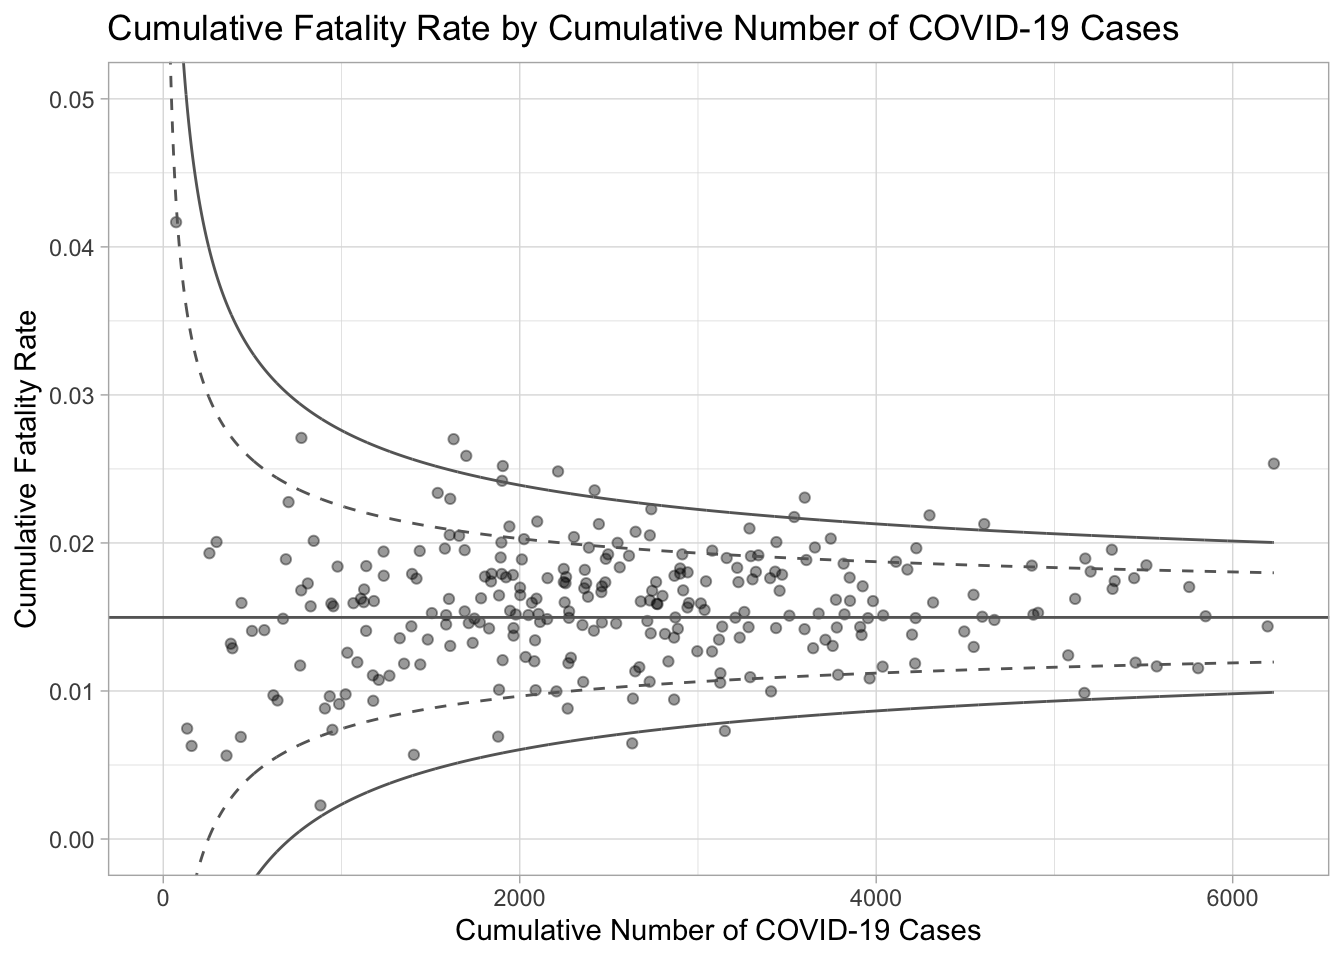 Cumulative Fatality Rate by Cumulative Number of COVID-19 Cases
0.05
0.04
0.03
0.02
0.01
0.00
Cumulative Fatality Rate
0 2000 4000 6000
Cumulative Number of COVID-19 Cases